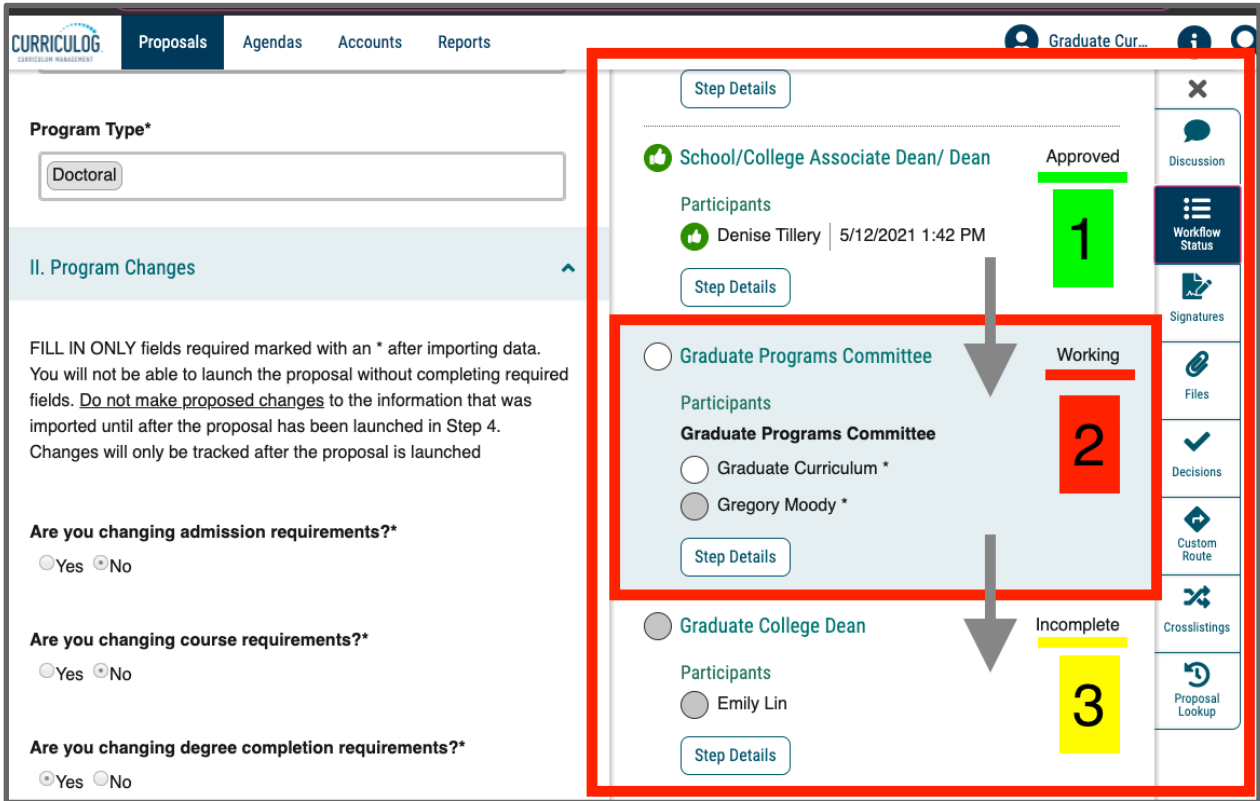 CURRICULOG
CURRICULUM MANAGEMENT
Proposals
Agendas
Accounts
Reports
Graduate Cur...
Program Type*
Doctoral
II. Program Changes
FILL IN ONLY fields required marked with an * after importing data.
You will not be able to launch the proposal without completing required
fields. Do not make proposed changes to the information that was
imported until after the proposal has been launched in Step 4.
Changes will only be tracked after the proposal is launched
Are you changing admission requirements?*
Yes No
Are you changing course requirements?*
Yes No
Are you changing degree completion requirements?*
Yes No
Step Details
School/College Associate Dean/ Dean
Approved
Participants
Denise Tillery 5/12/2021 1:42 PM
1
Step Details
Graduate Programs Committee
Working
Participants
Graduate Programs Committee
Graduate Curriculum *
Gregory Moody *
2
Step Details
Graduate College Dean
Incomplete
Participants
Emily Lin
3
Step Details
Discussion
Workflow
Status
Signatures
Files
Decisions
Custom
Route
Crosslistings
Proposal
Lookup